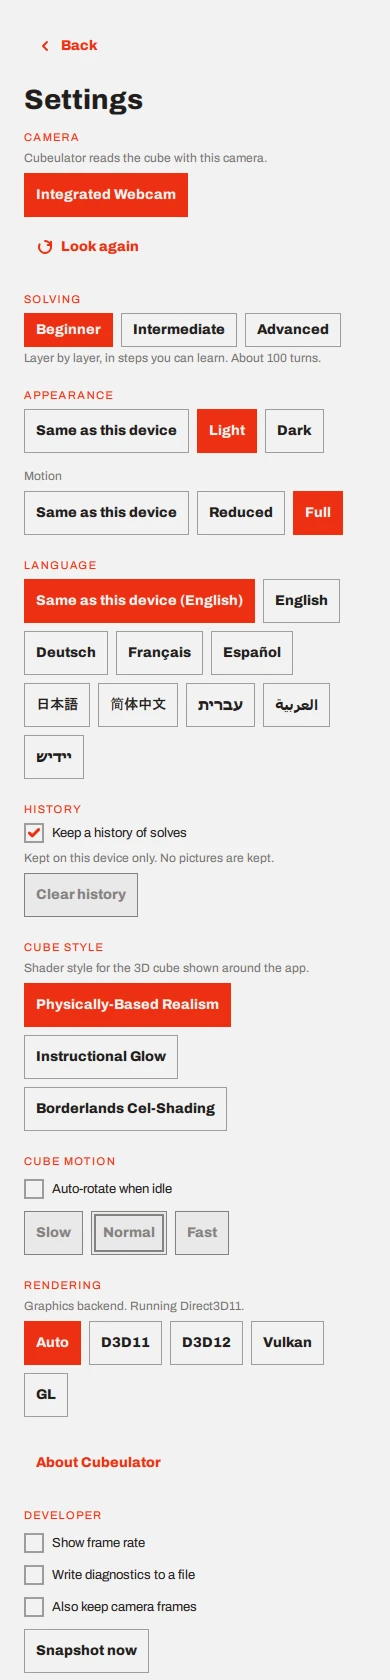 Back
Settings
CAMERA
Cubeulator reads the cube with this camera.
Integrated Webcam
Look again
SOLVING
Beginner Intermediate Advanced
Layer by layer, in steps you can learn. About 100 turns.
APPEARANCE
Same as this device Light Dark
Motion
Same as this device Reduced Full
LANGUAGE
Same as this device (English) English
Deutsch Français Español
日本語 简体中文 עברית العربية
יידיש
HISTORY
Keep a history of solves
Kept on this device only. No pictures are kept.
Clear history
CUBE STYLE
Shader style for the 3D cube shown around the app.
Physically-Based Realism
Instructional Glow
Borderlands Cel-Shading
CUBE MOTION
Auto-rotate when idle
Slow Normal Fast
RENDERING
Graphics backend. Running Direct3D11.
Auto D3D11 D3D12 Vulkan
GL
About Cubeulator
DEVELOPER
Show frame rate
Write diagnostics to a file
Also keep camera frames
Snapshot now